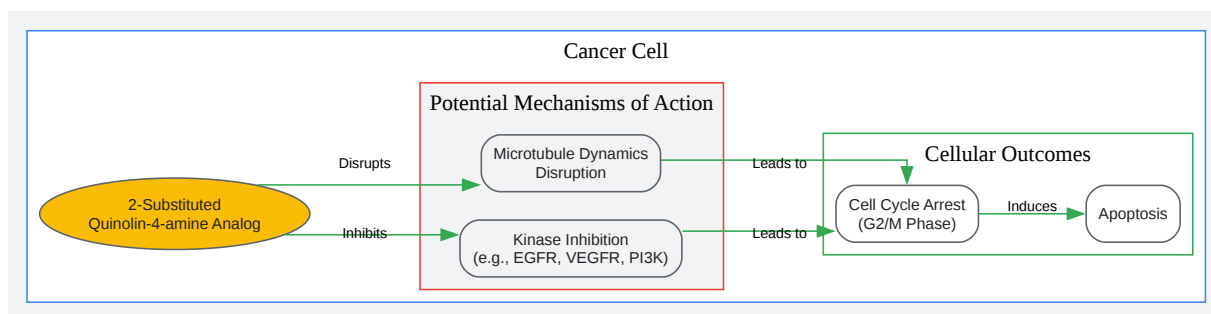 Cancer Cell
Potential Mechanisms of Action
Microtubule Dynamics
Disruption
Disrupts
Leads to
Cellular Outcomes
2-Substituted
Quinolin-4-amine Analog
Cell Cycle Arrest
(G2/M Phase)
Induces
Apoptosis
Inhibits
Kinase Inhibition
(e.g., EGFR, VEGFR, PI3K)
Leads to